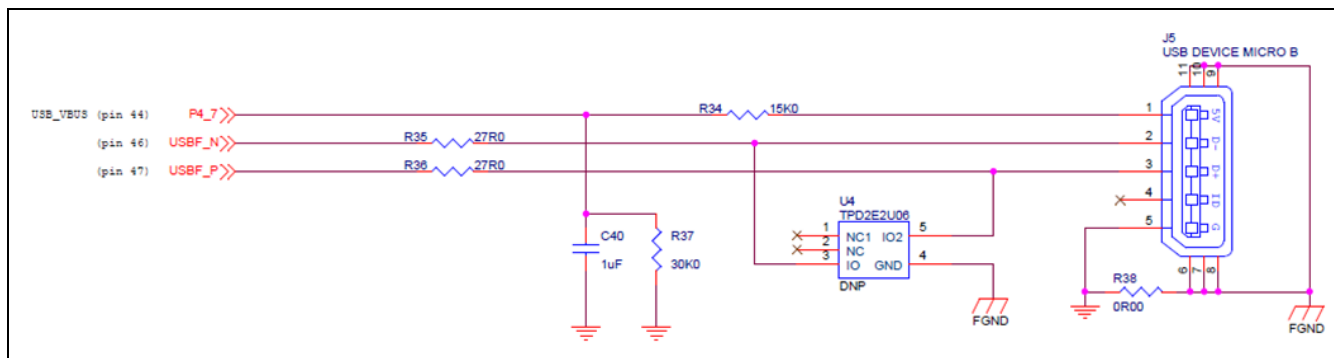 J5
USB DEVICE MICRO B
11
10
9
USB_VBUS (pin 44) P4_7 R34 15K0 1 5V
(pin 46) USBF_N R35 27R0 2 D-
(pin 47) USBF_P R36 27R0 3 D+
4 ID
5 G
U4
TPD2E2U06
1 NC1 IO2 5
2 NC
3 IO GND 4
DNP
C40 R37
1uF 30K0
6 7 8
R38
0R00
FGND
FGND